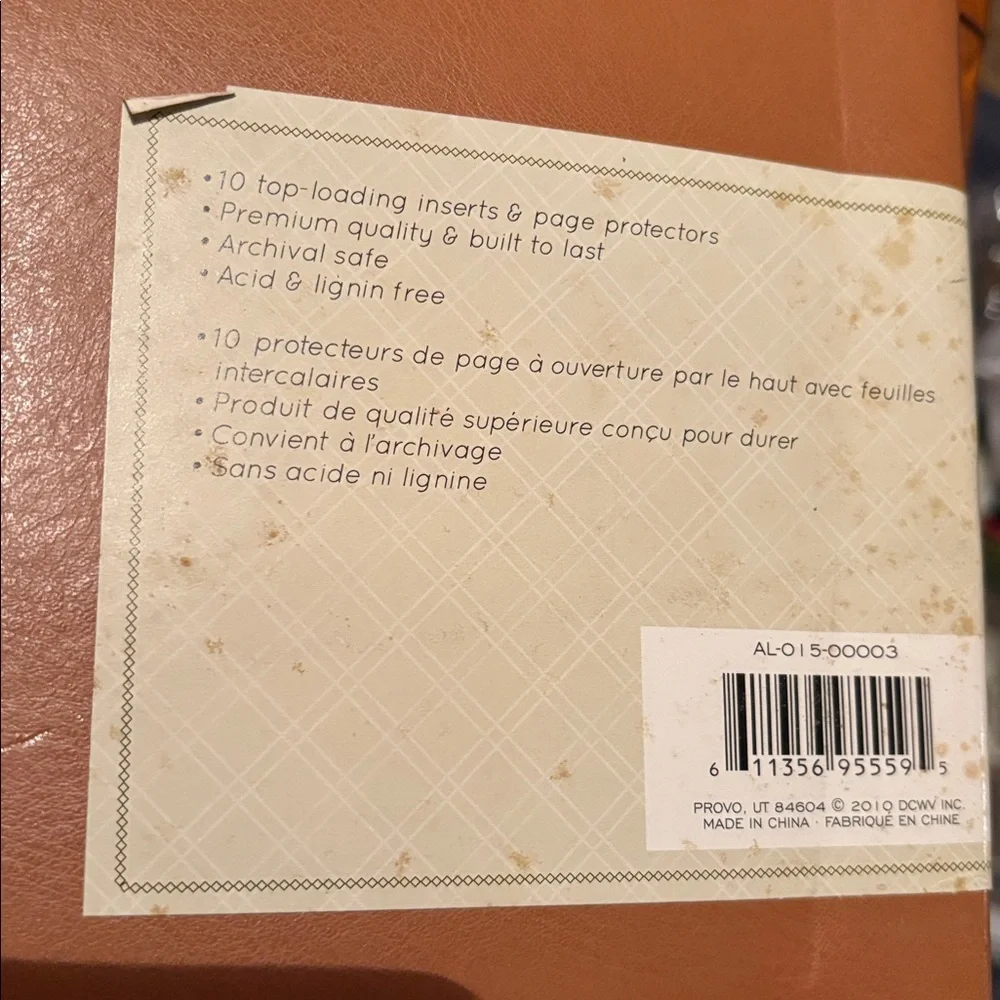 •10 top-loading inserts & page protectors
•Premium quality & built to last
•Archival safe
•Acid & lignin free
•10 protecteurs de page à ouverture par le haut avec feuilles
intercalaires
•Produit de qualité supérieure conçu pour durer
•Convient à l'archivage
•Sans acide ni lignine
AL-015-00003
6 11356 95559 5
PROVO, UT 84604 © 2010 DCWV INC.
MADE IN CHINA · FABRIQUÉ EN CHINE